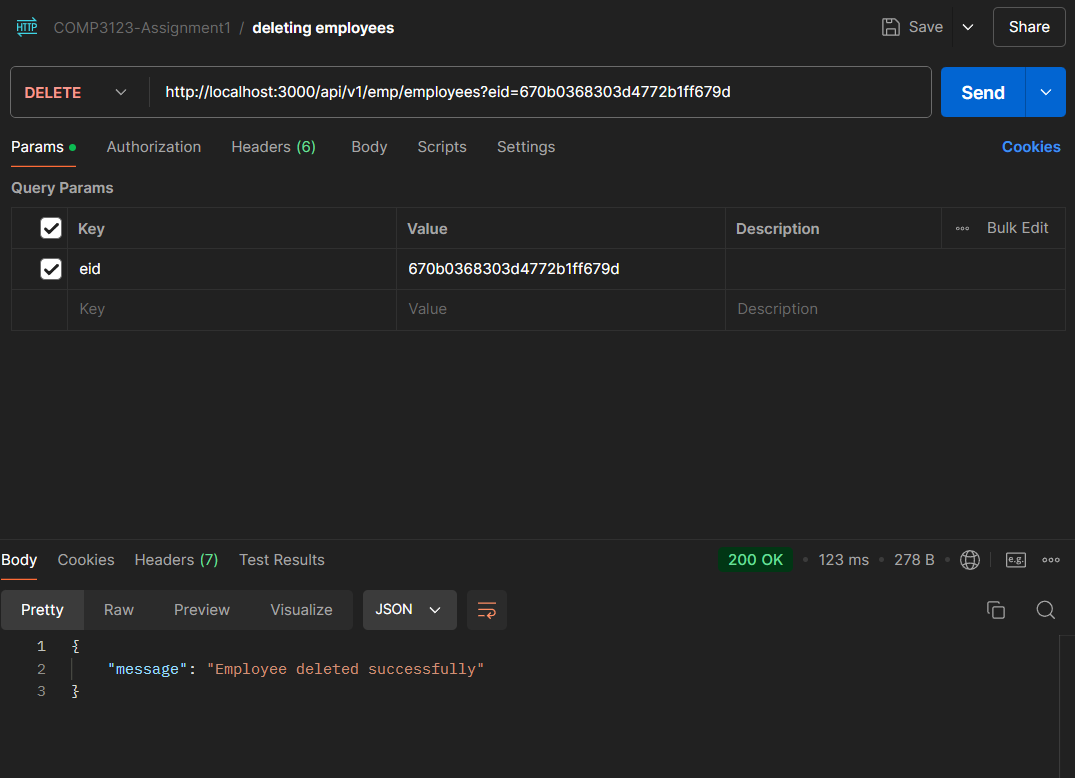 HTTP COMP3123-Assignment1 / deleting employees Save Share
DELETE http://localhost:3000/api/v1/emp/employees?eid=670b0368303d4772b1ff679d Send
Params Authorization Headers (6) Body Scripts Settings Cookies
Query Params
Key Value Description Bulk Edit
eid 670b0368303d4772b1ff679d
Key Value Description
Body Cookies Headers (7) Test Results 200 OK 123 ms 278 B e.g.
Pretty Raw Preview Visualize JSON
1 {
2 "message": "Employee deleted successfully"
3 }